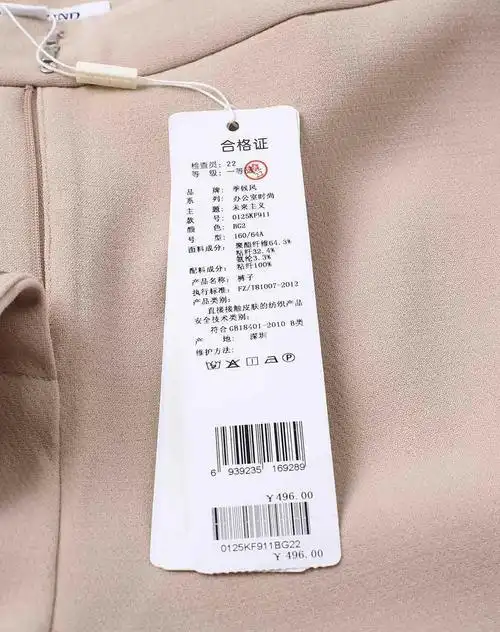 UND
合格证
检查员: 22
等 级: 一等
品 牌: 季候风
系 列: 办公室时尚
主 题: 未来主义
款 号: 0125KF911
颜 色: BG2
号 型: 160/64A
面料成分: 聚酯纤维64.3%
粘纤32.4%
氨纶3.3%
配料成分: 粘纤100%
产品名称: 裤子
执行标准: FZ/T81007-2012
产品类别:
直接接触皮肤的纺织产品
安全技术类别:
符合GB18401-2010 B类
产 地: 深圳
维护方法:
6 939235 169289
¥496.00
0125KF911BG22
¥496.00